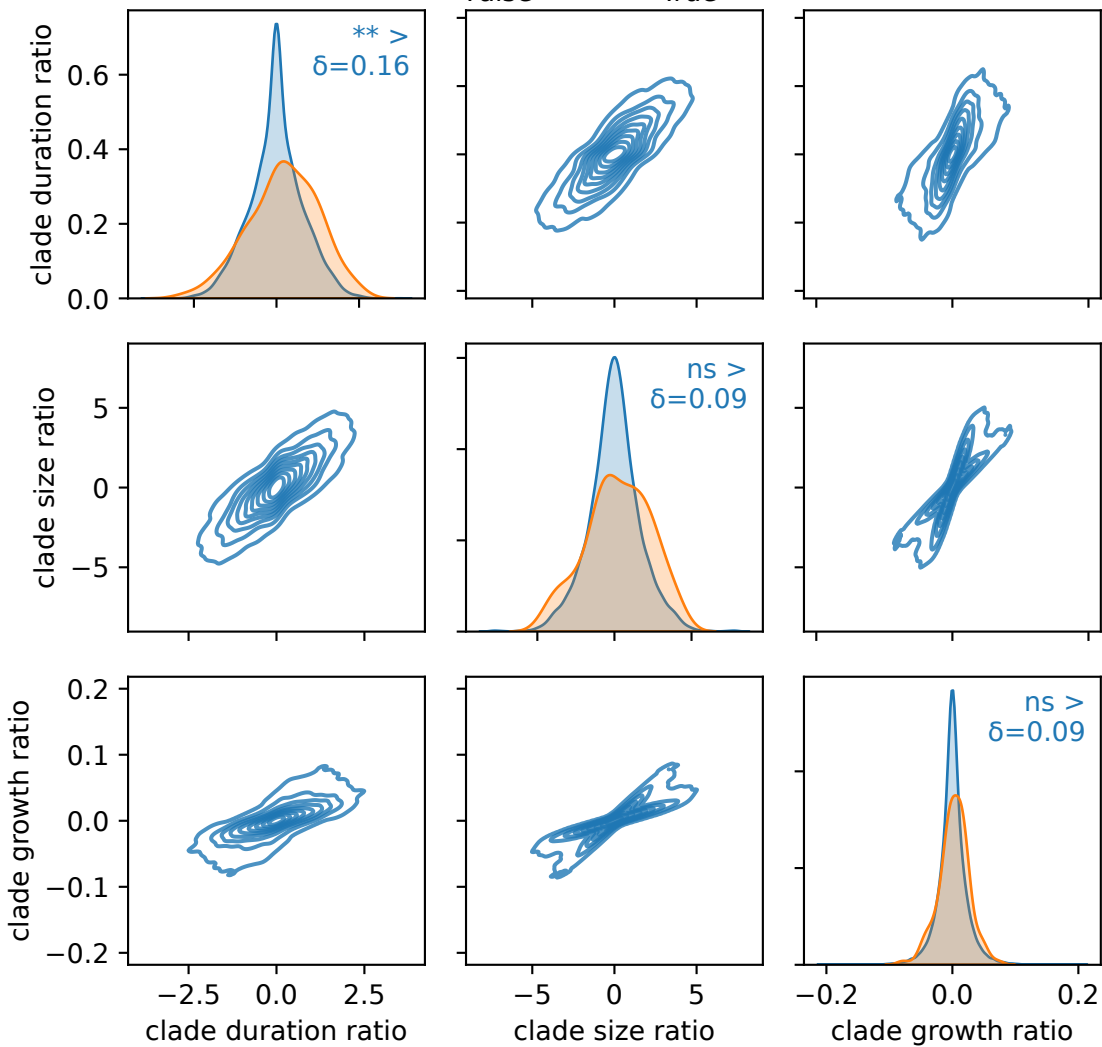 ** >
δ=0.16
clade duration ratio
0.6
0.4
0.2
0.0
ns >
δ=0.09
clade size ratio
5
0
−5
ns >
δ=0.09
clade growth ratio
0.2
0.1
0.0
−0.1
−0.2
−2.5 0.0 2.5
−5 0 5
−0.2 0.0 0.2
clade duration ratio
clade size ratio
clade growth ratio